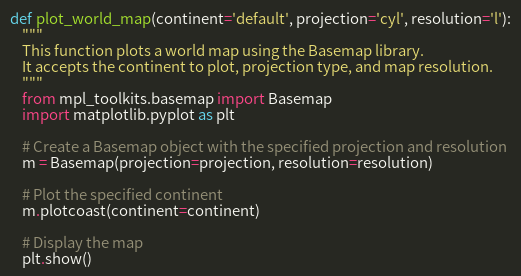 def plot_world_map(continent='default', projection='cyl', resolution='l'):
    """
    This function plots a world map using the Basemap library.
    It accepts the continent to plot, projection type, and map resolution.
    """
    from mpl_toolkits.basemap import Basemap
    import matplotlib.pyplot as plt

    # Create a Basemap object with the specified projection and resolution
    m = Basemap(projection=projection, resolution=resolution)

    # Plot the specified continent
    m.plotcoast(continent=continent)

    # Display the map
    plt.show()